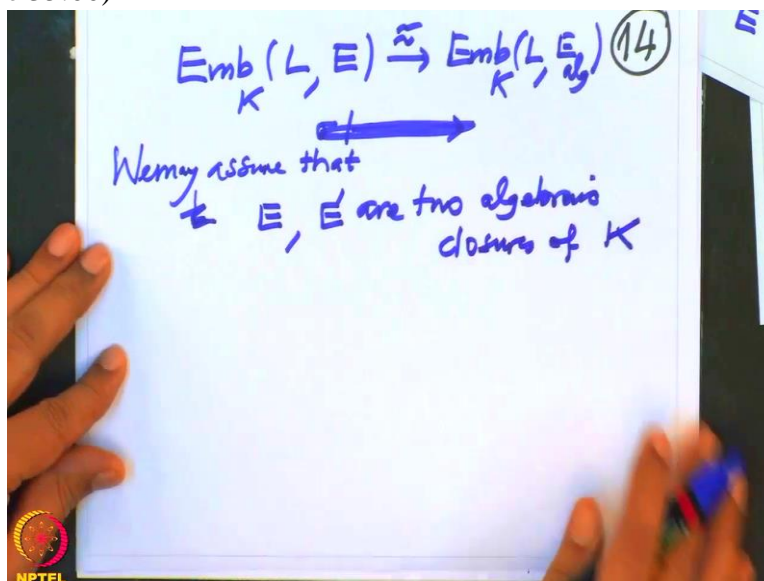 Emb_K(L, E) ≅→ Emb_K(L, E_alg) 14
E
We may assume that
E, E' are two algebraic
closures of K
NPTEL